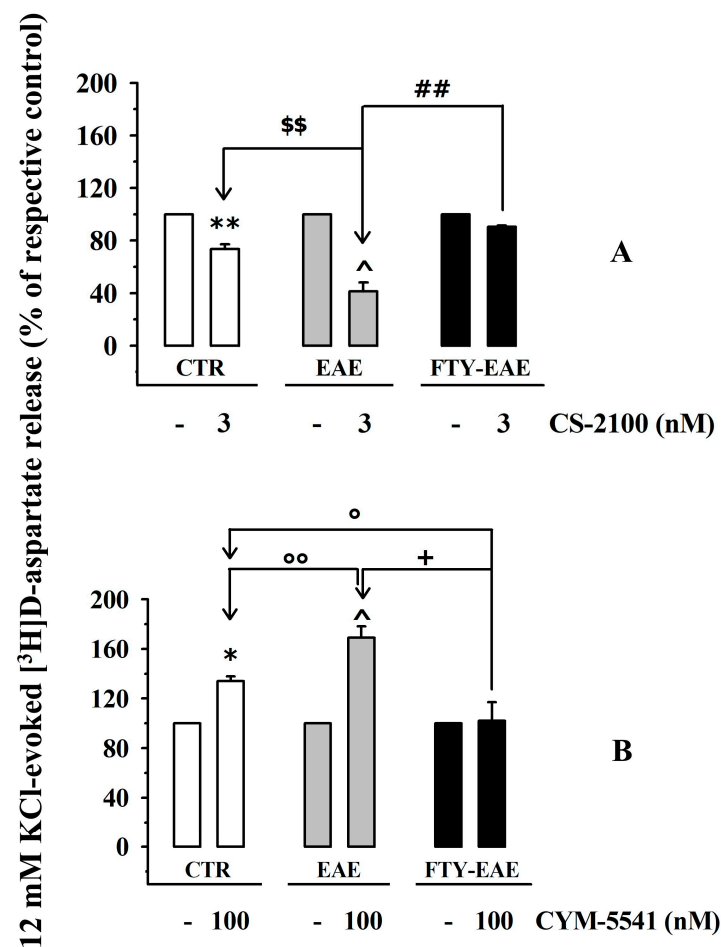 12 mM KCl-evoked [³H]D-aspartate release (% of respective control)
200
160
120
80
40
0
$$
##
**
^
A
CTR
EAE
FTY-EAE
- 3 - 3 - 3 CS-2100 (nM)
°
°° +
200
160
120
80
40
0
*
^
B
CTR
EAE
FTY-EAE
- 100 - 100 - 100 CYM-5541 (nM)